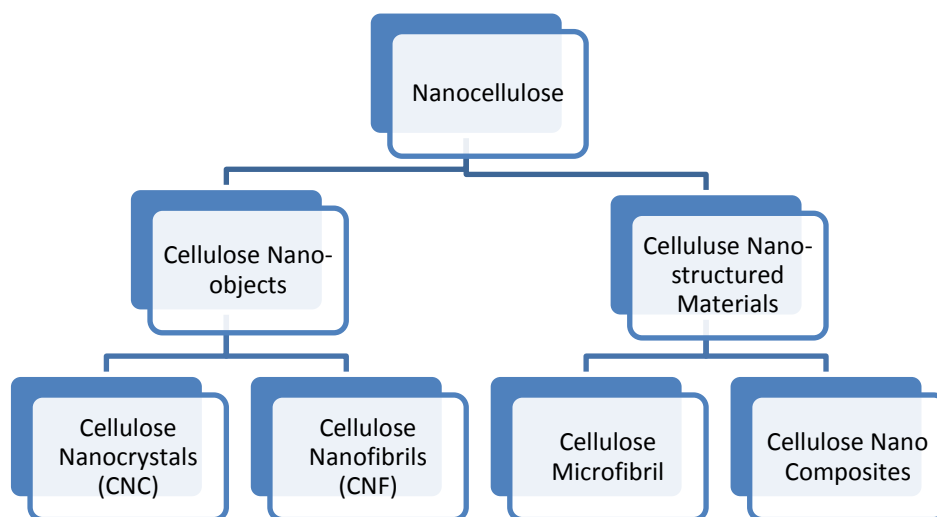 Nanocellulose
Cellulose Nano-
objects
Celluluse Nano-
structured
Materials
Cellulose
Nanocrystals
(CNC)
Cellulose
Nanofibrils
(CNF)
Cellulose
Microfibril
Cellulose Nano
Composites